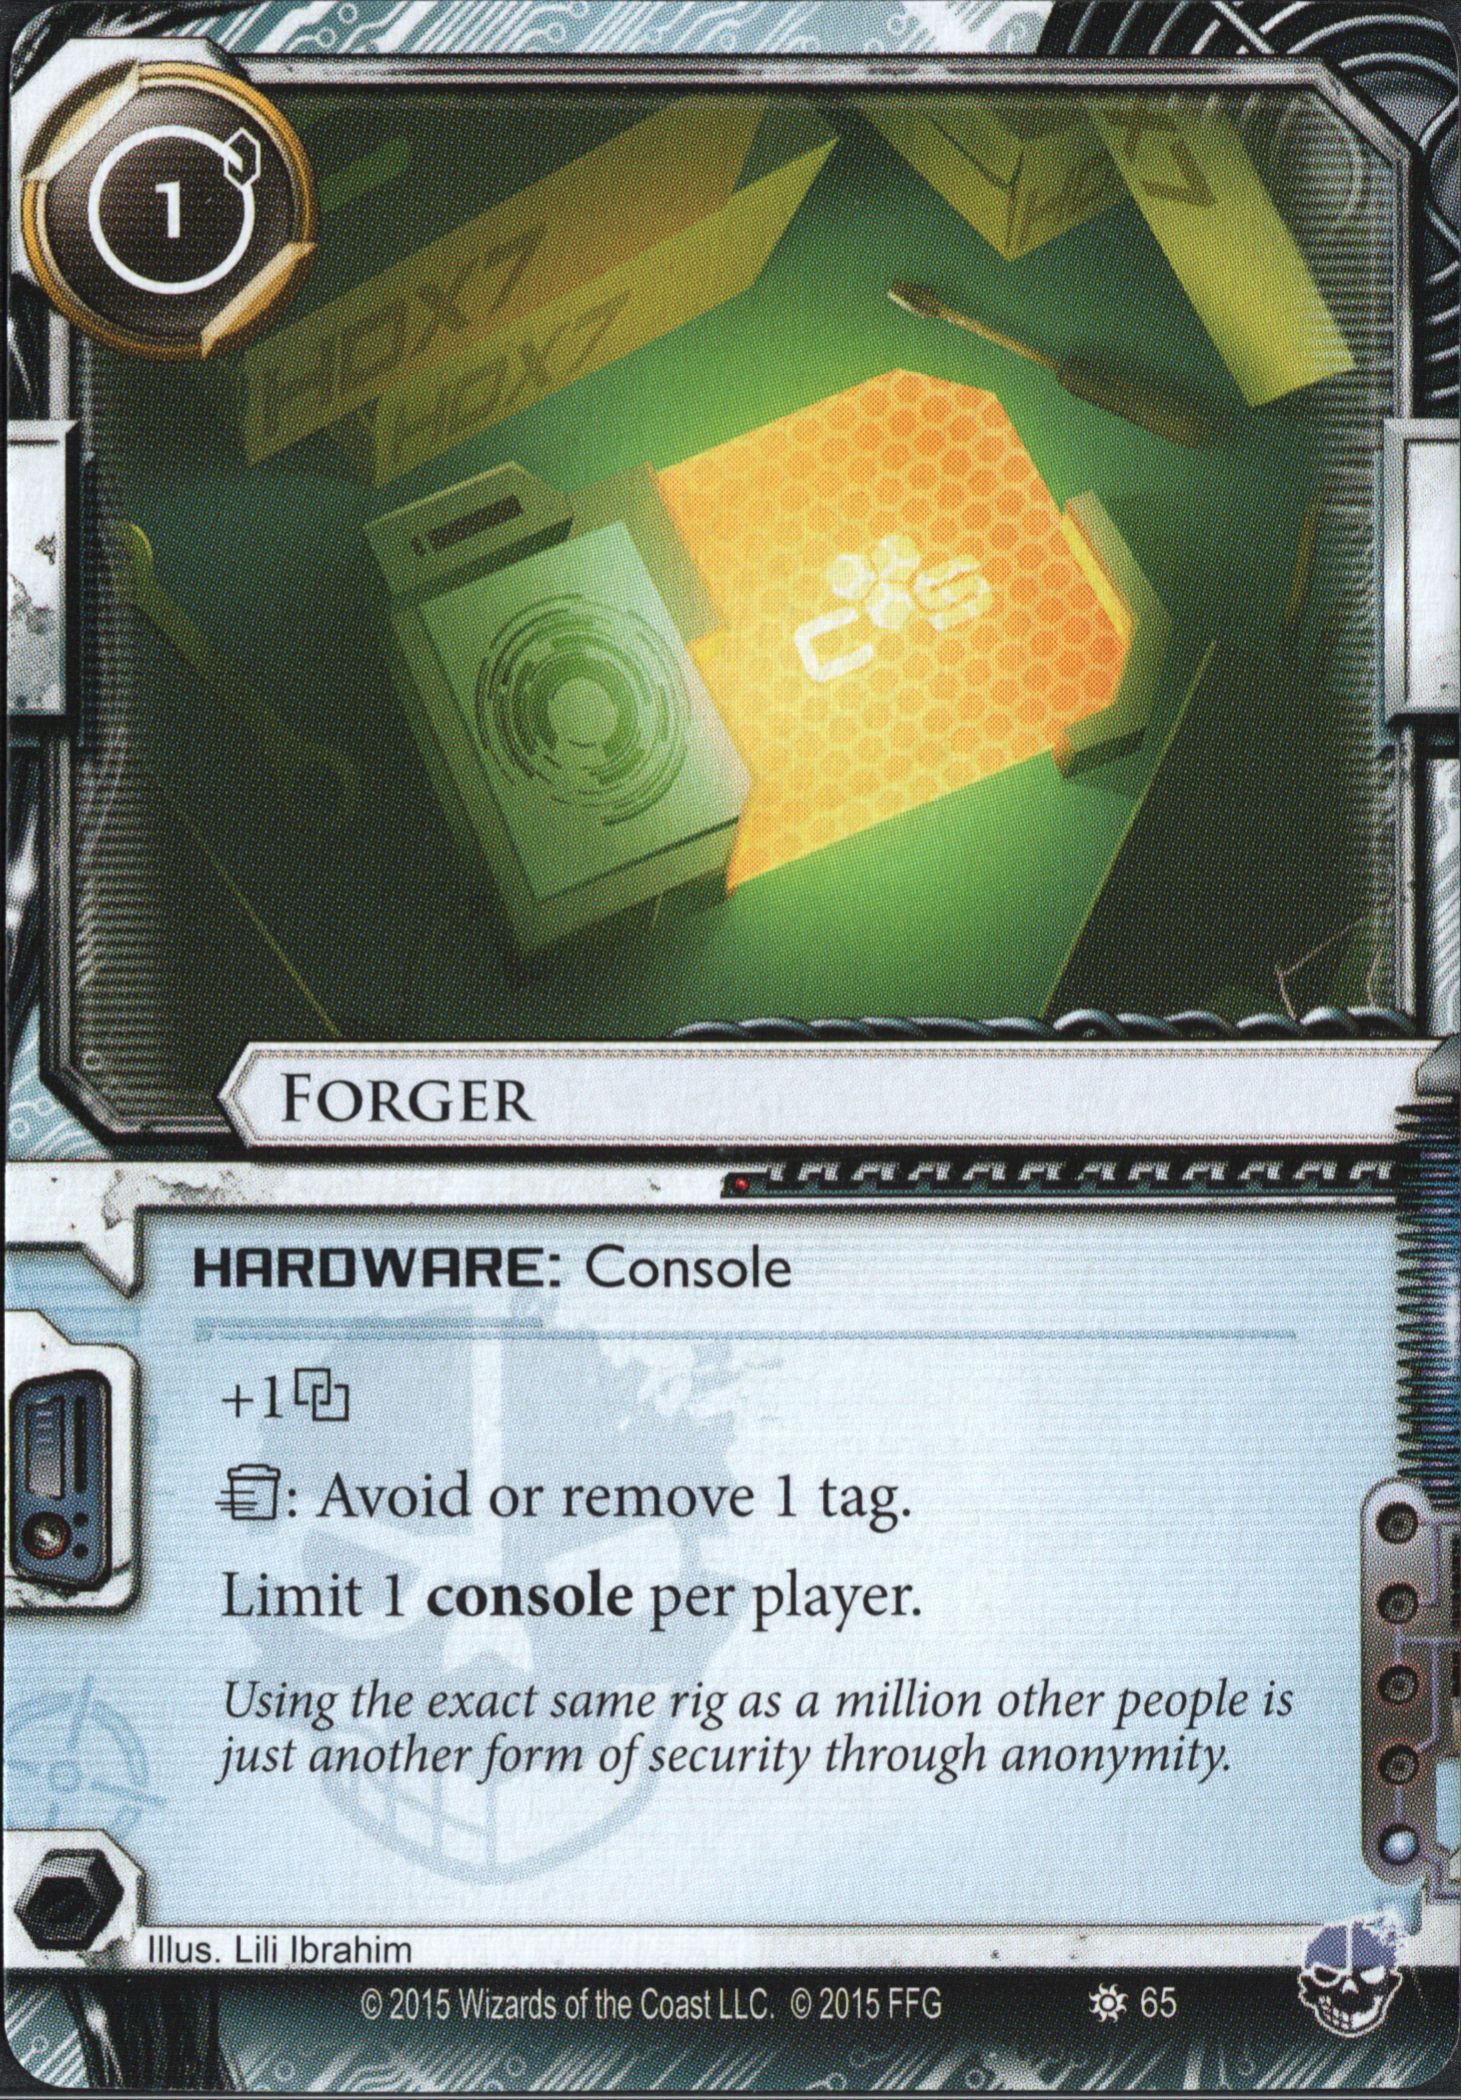 1
HQX7
HQX7
C S
FORGER
HARDWARE: Console
+1
: Avoid or remove 1 tag.
Limit 1 console per player.
Using the exact same rig as a million other people is
just another form of security through anonymity.
Illus. Lili Ibrahim
© 2015 Wizards of the Coast LLC. © 2015 FFG
65